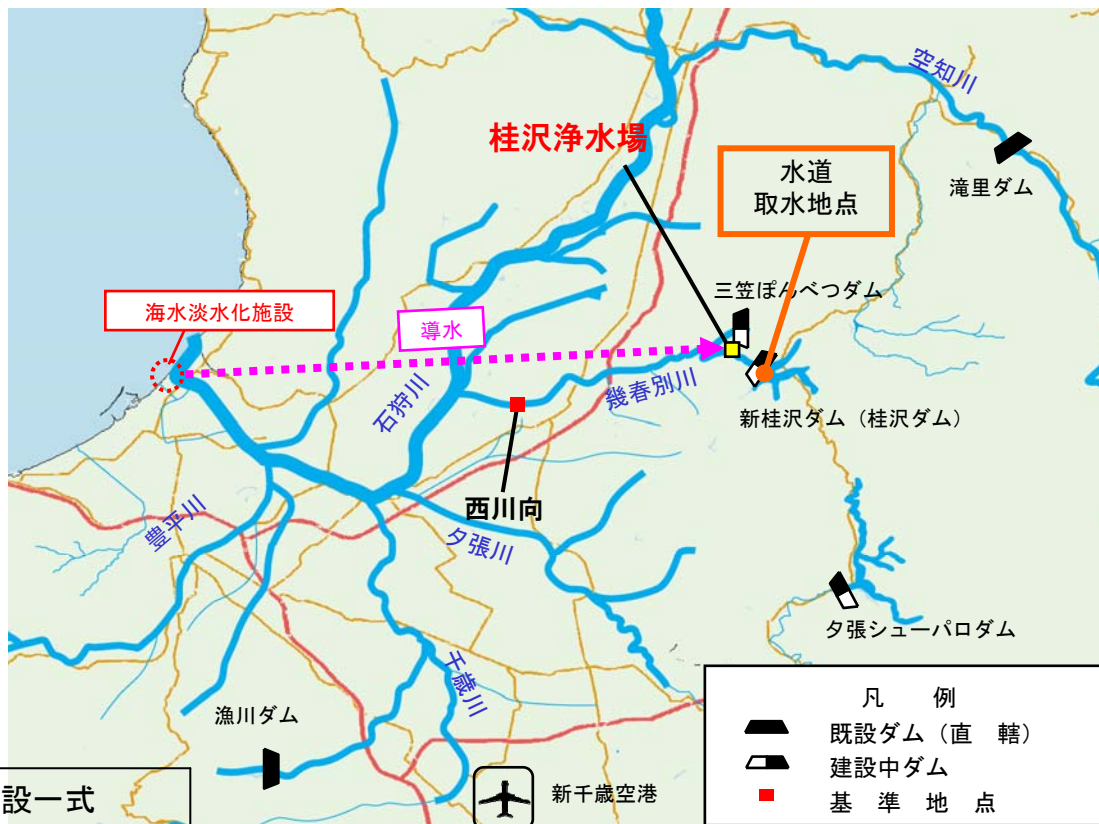 空知川
桂沢浄水場
水道
取水地点
滝里ダム
三笠ぽんべつダム
海水淡水化施設
導水
石狩川
幾春別川
新桂沢ダム（桂沢ダム）
西川向
豊平川
夕張川
夕張シューパロダム
千歳川
漁川ダム
新千歳空港
設一式
凡　例
既設ダム（直　轄）
建設中ダム
基　準　地　点